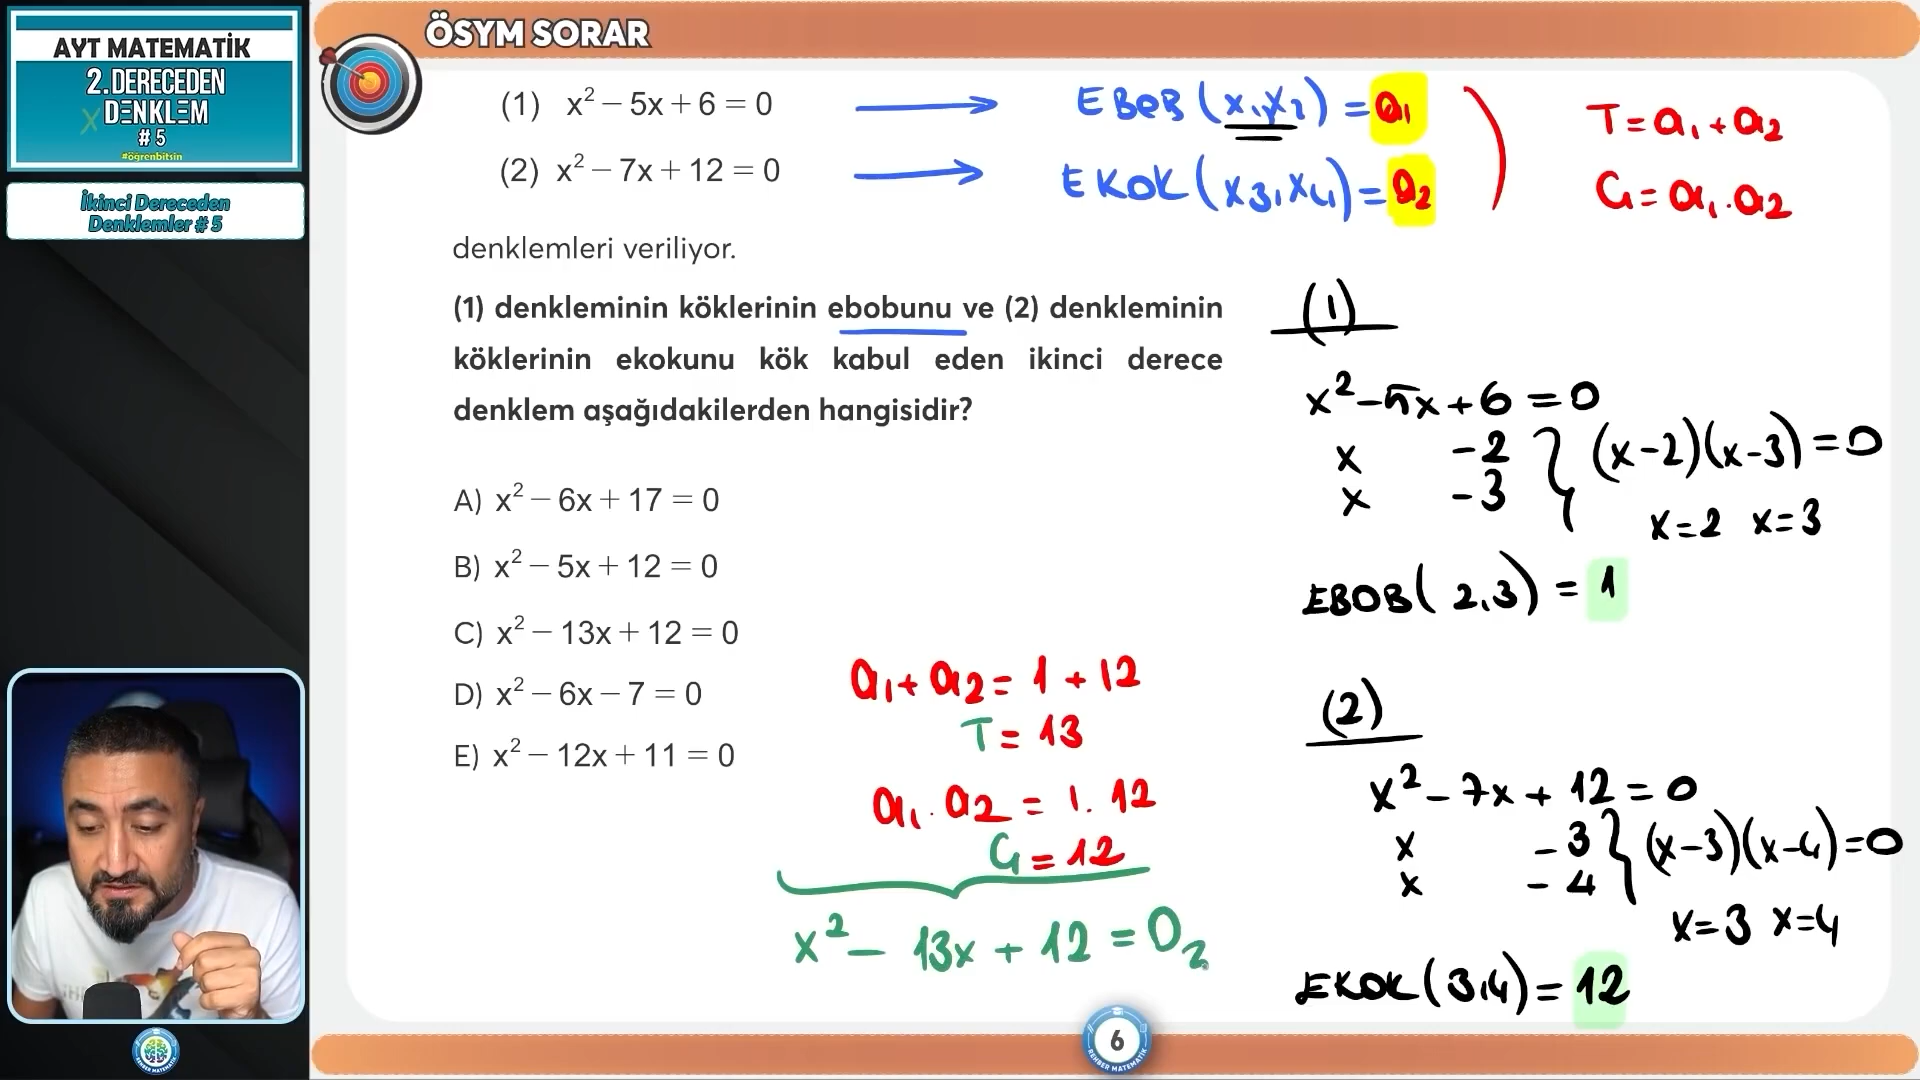 AYT MATEMATİK
2.DERECEDEN
DENKLEM
# 5
#öğrenbitsin
İkinci Dereceden
Denklemler # 5
ÖSYM SORAR
(1) x² − 5x + 6 = 0
EBOB (x₁,x₂) = a₁
T = a₁ + a₂
(2) x² − 7x + 12 = 0
EKOK (x₃,x₄) = a₂
Ç = a₁ . a₂
denklemleri veriliyor.
(1) denkleminin köklerinin ebobunu ve (2) denkleminin
köklerinin ekokunu kök kabul eden ikinci derece
denklem aşağıdakilerden hangisidir?
A) x² − 6x + 17 = 0
B) x² − 5x + 12 = 0
C) x² − 13x + 12 = 0
D) x² − 6x − 7 = 0
E) x² − 12x + 11 = 0
a₁ + a₂ = 1 + 12
T = 13
a₁ . a₂ = 1 . 12
Ç = 12
x² − 13x + 12 = 0
(1)
x² − 5x + 6 = 0
x −2
x −3
(x−2)(x−3) = 0
x=2 x=3
EBOB( 2,3) = 1
(2)
x² − 7x + 12 = 0
x −3
x −4
(x−3)(x−4)=0
x=3 x=4
EKOK (3,4) = 12
6
REHBER MATEMATİK